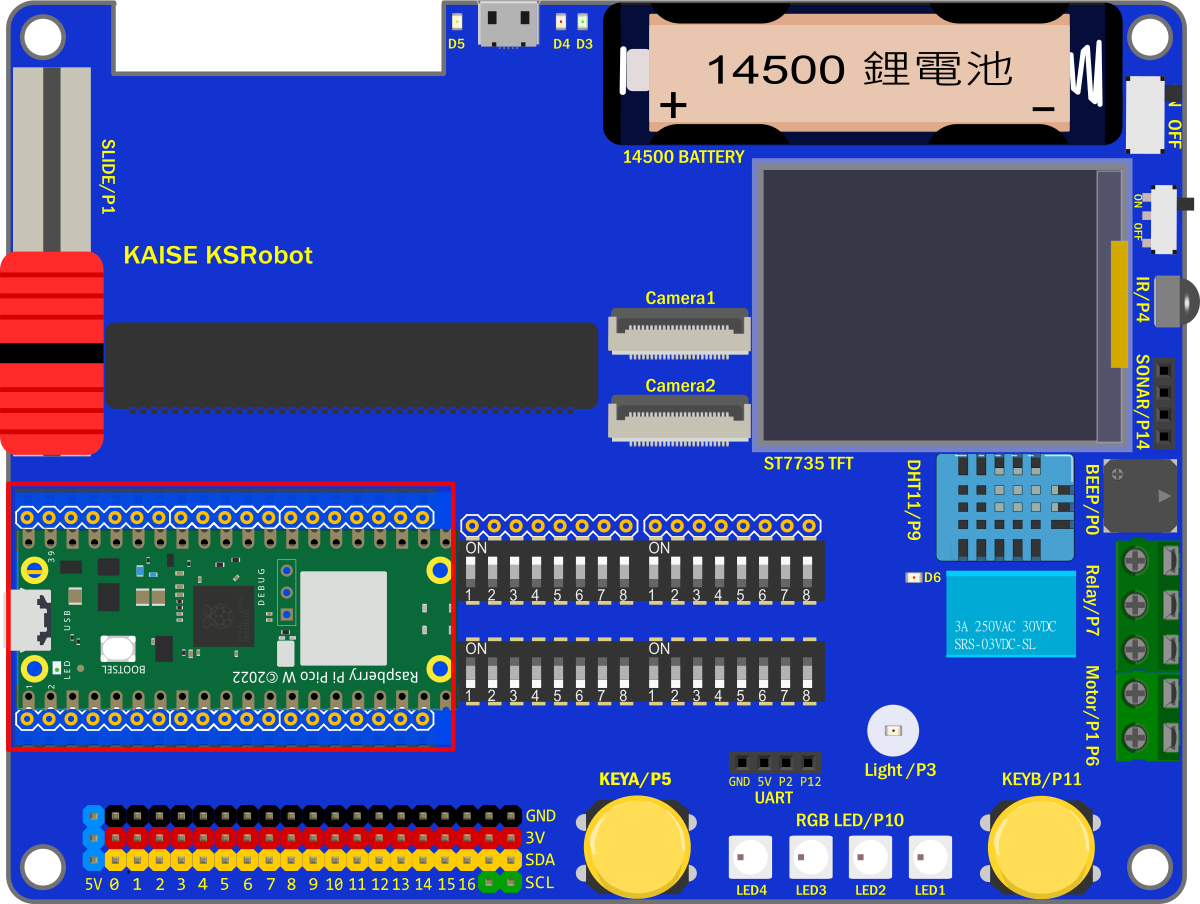 D5
D4 D3
14500 鋰電池
+
−
14500 BATTERY
OFF
ON
OFF
SLIDE/P1
KAISE KSRobot
Camera1
Camera2
IR/P4
SONAR/P14
ST7735 TFT
DHT11/P9
BEEP/P0
39
DEBUG
USB
BOOTSEL
LED
1
2
Raspberry Pi Pico W ©2022
ON
1 2 3 4 5 6 7 8
ON
1 2 3 4 5 6 7 8
ON
1 2 3 4 5 6 7 8
ON
1 2 3 4 5 6 7 8
D6
3A 250VAC 30VDC
SRS-03VDC-SL
Relay/P7
Motor/P1 P6
Light /P3
GND 5V P2 P12
UART
KEYA/P5
KEYB/P11
RGB LED/P10
LED4 LED3 LED2 LED1
GND
3V
SDA
SCL
5V 0 1 2 3 4 5 6 7 8 9 10 11 12 13 14 15 16